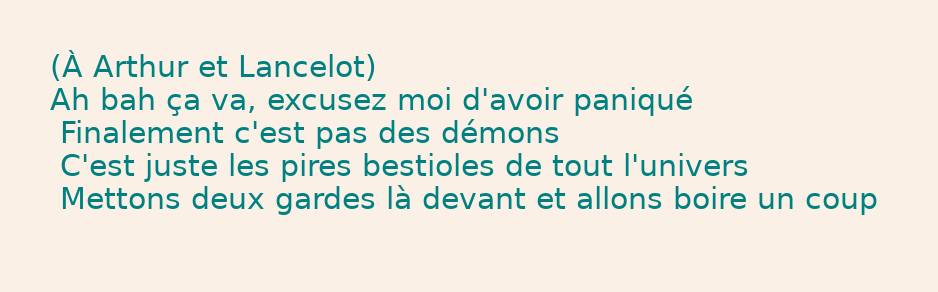 (À Arthur et Lancelot)
Ah bah ça va, excusez moi d'avoir paniqué
Finalement c'est pas des démons
C'est juste les pires bestioles de tout l'univers
Mettons deux gardes là devant et allons boire un coup